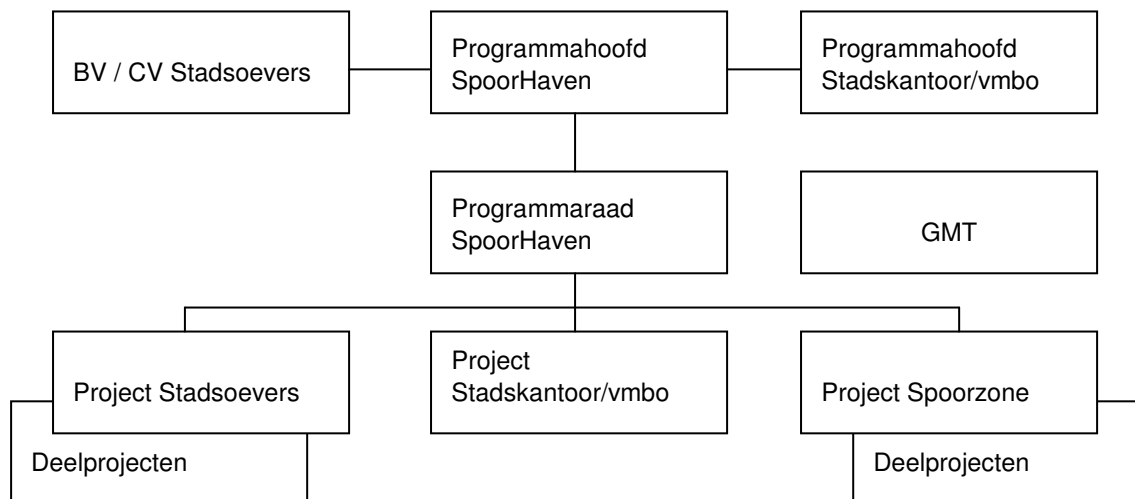 BV / CV Stadsoevers
Programmahoofd
SpoorHaven
Programmahoofd
Stadskantoor/vmbo
Programmaraad
SpoorHaven
GMT
Project Stadsoevers
Project
Stadskantoor/vmbo
Project Spoorzone
Deelprojecten
Deelprojecten